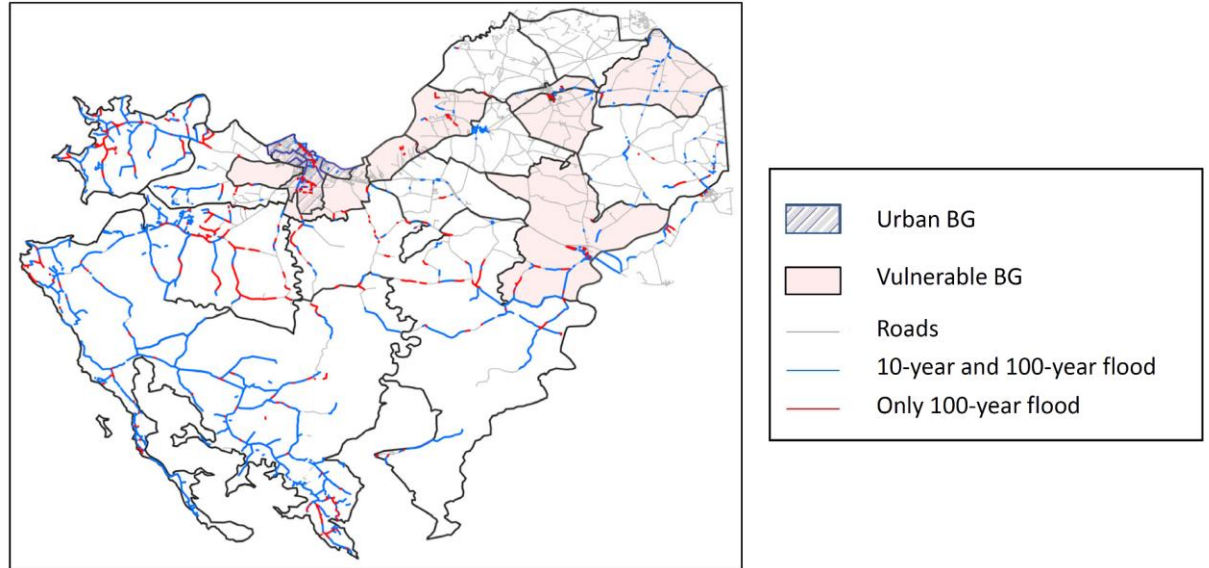 Urban BG
Vulnerable BG
Roads
10-year and 100-year flood
Only 100-year flood